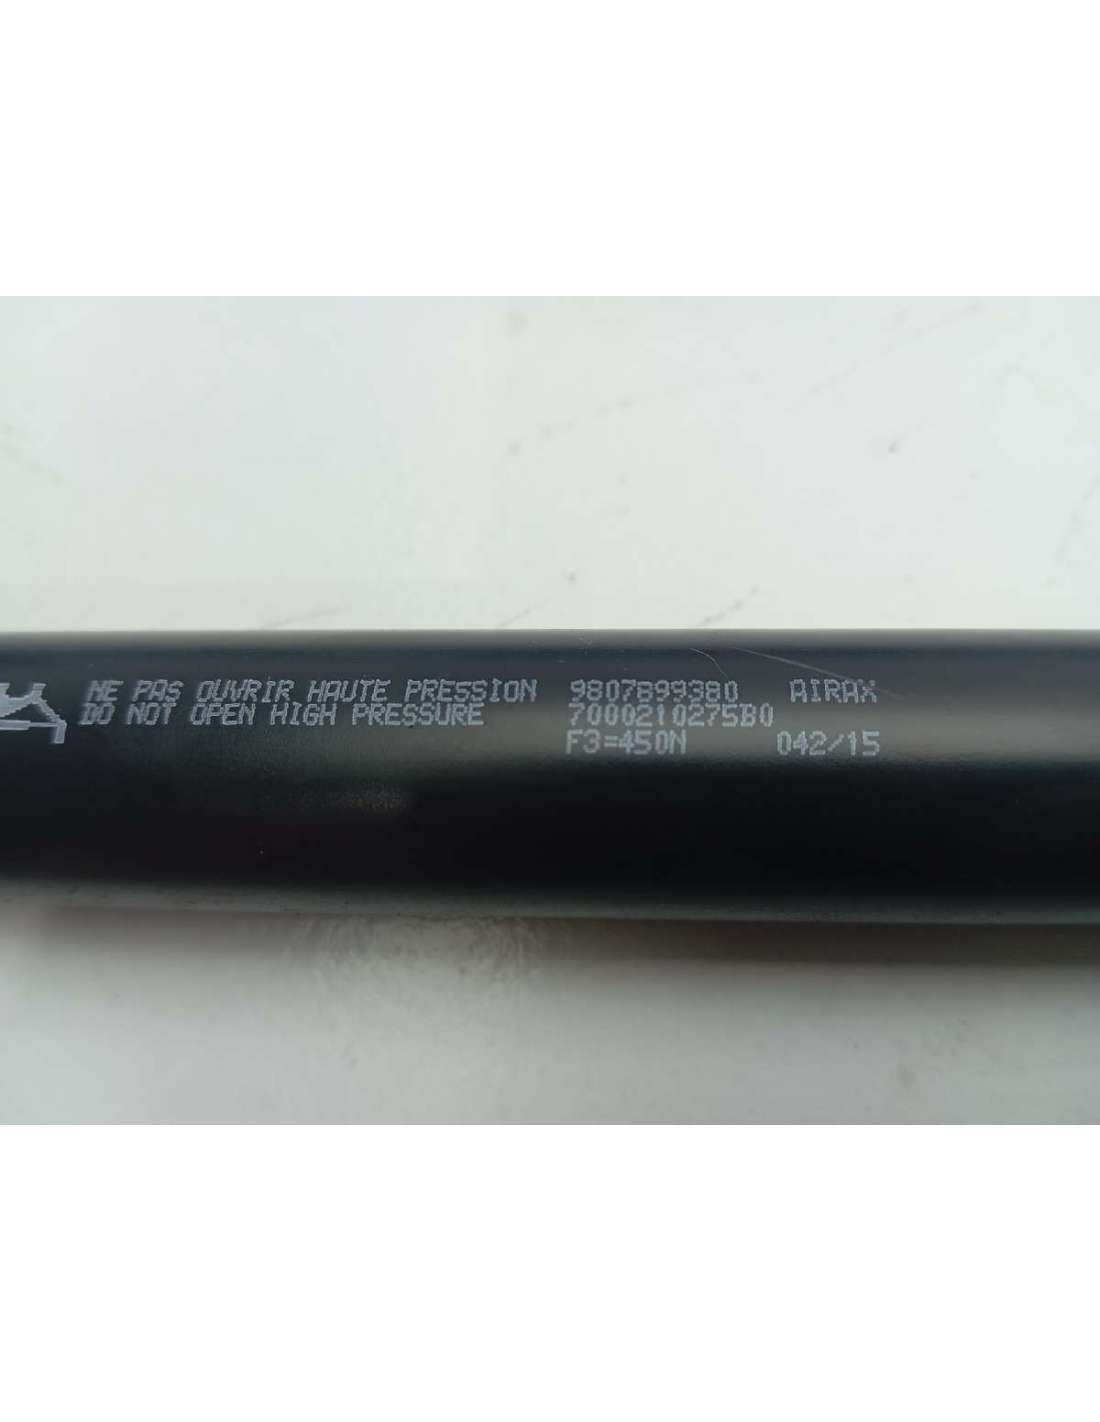 NE PAS OUVRIR HAUTE PRESSION 9807899380 AIRAX
DO NOT OPEN HIGH PRESSURE 7000210275B0
F3=450N 042/15